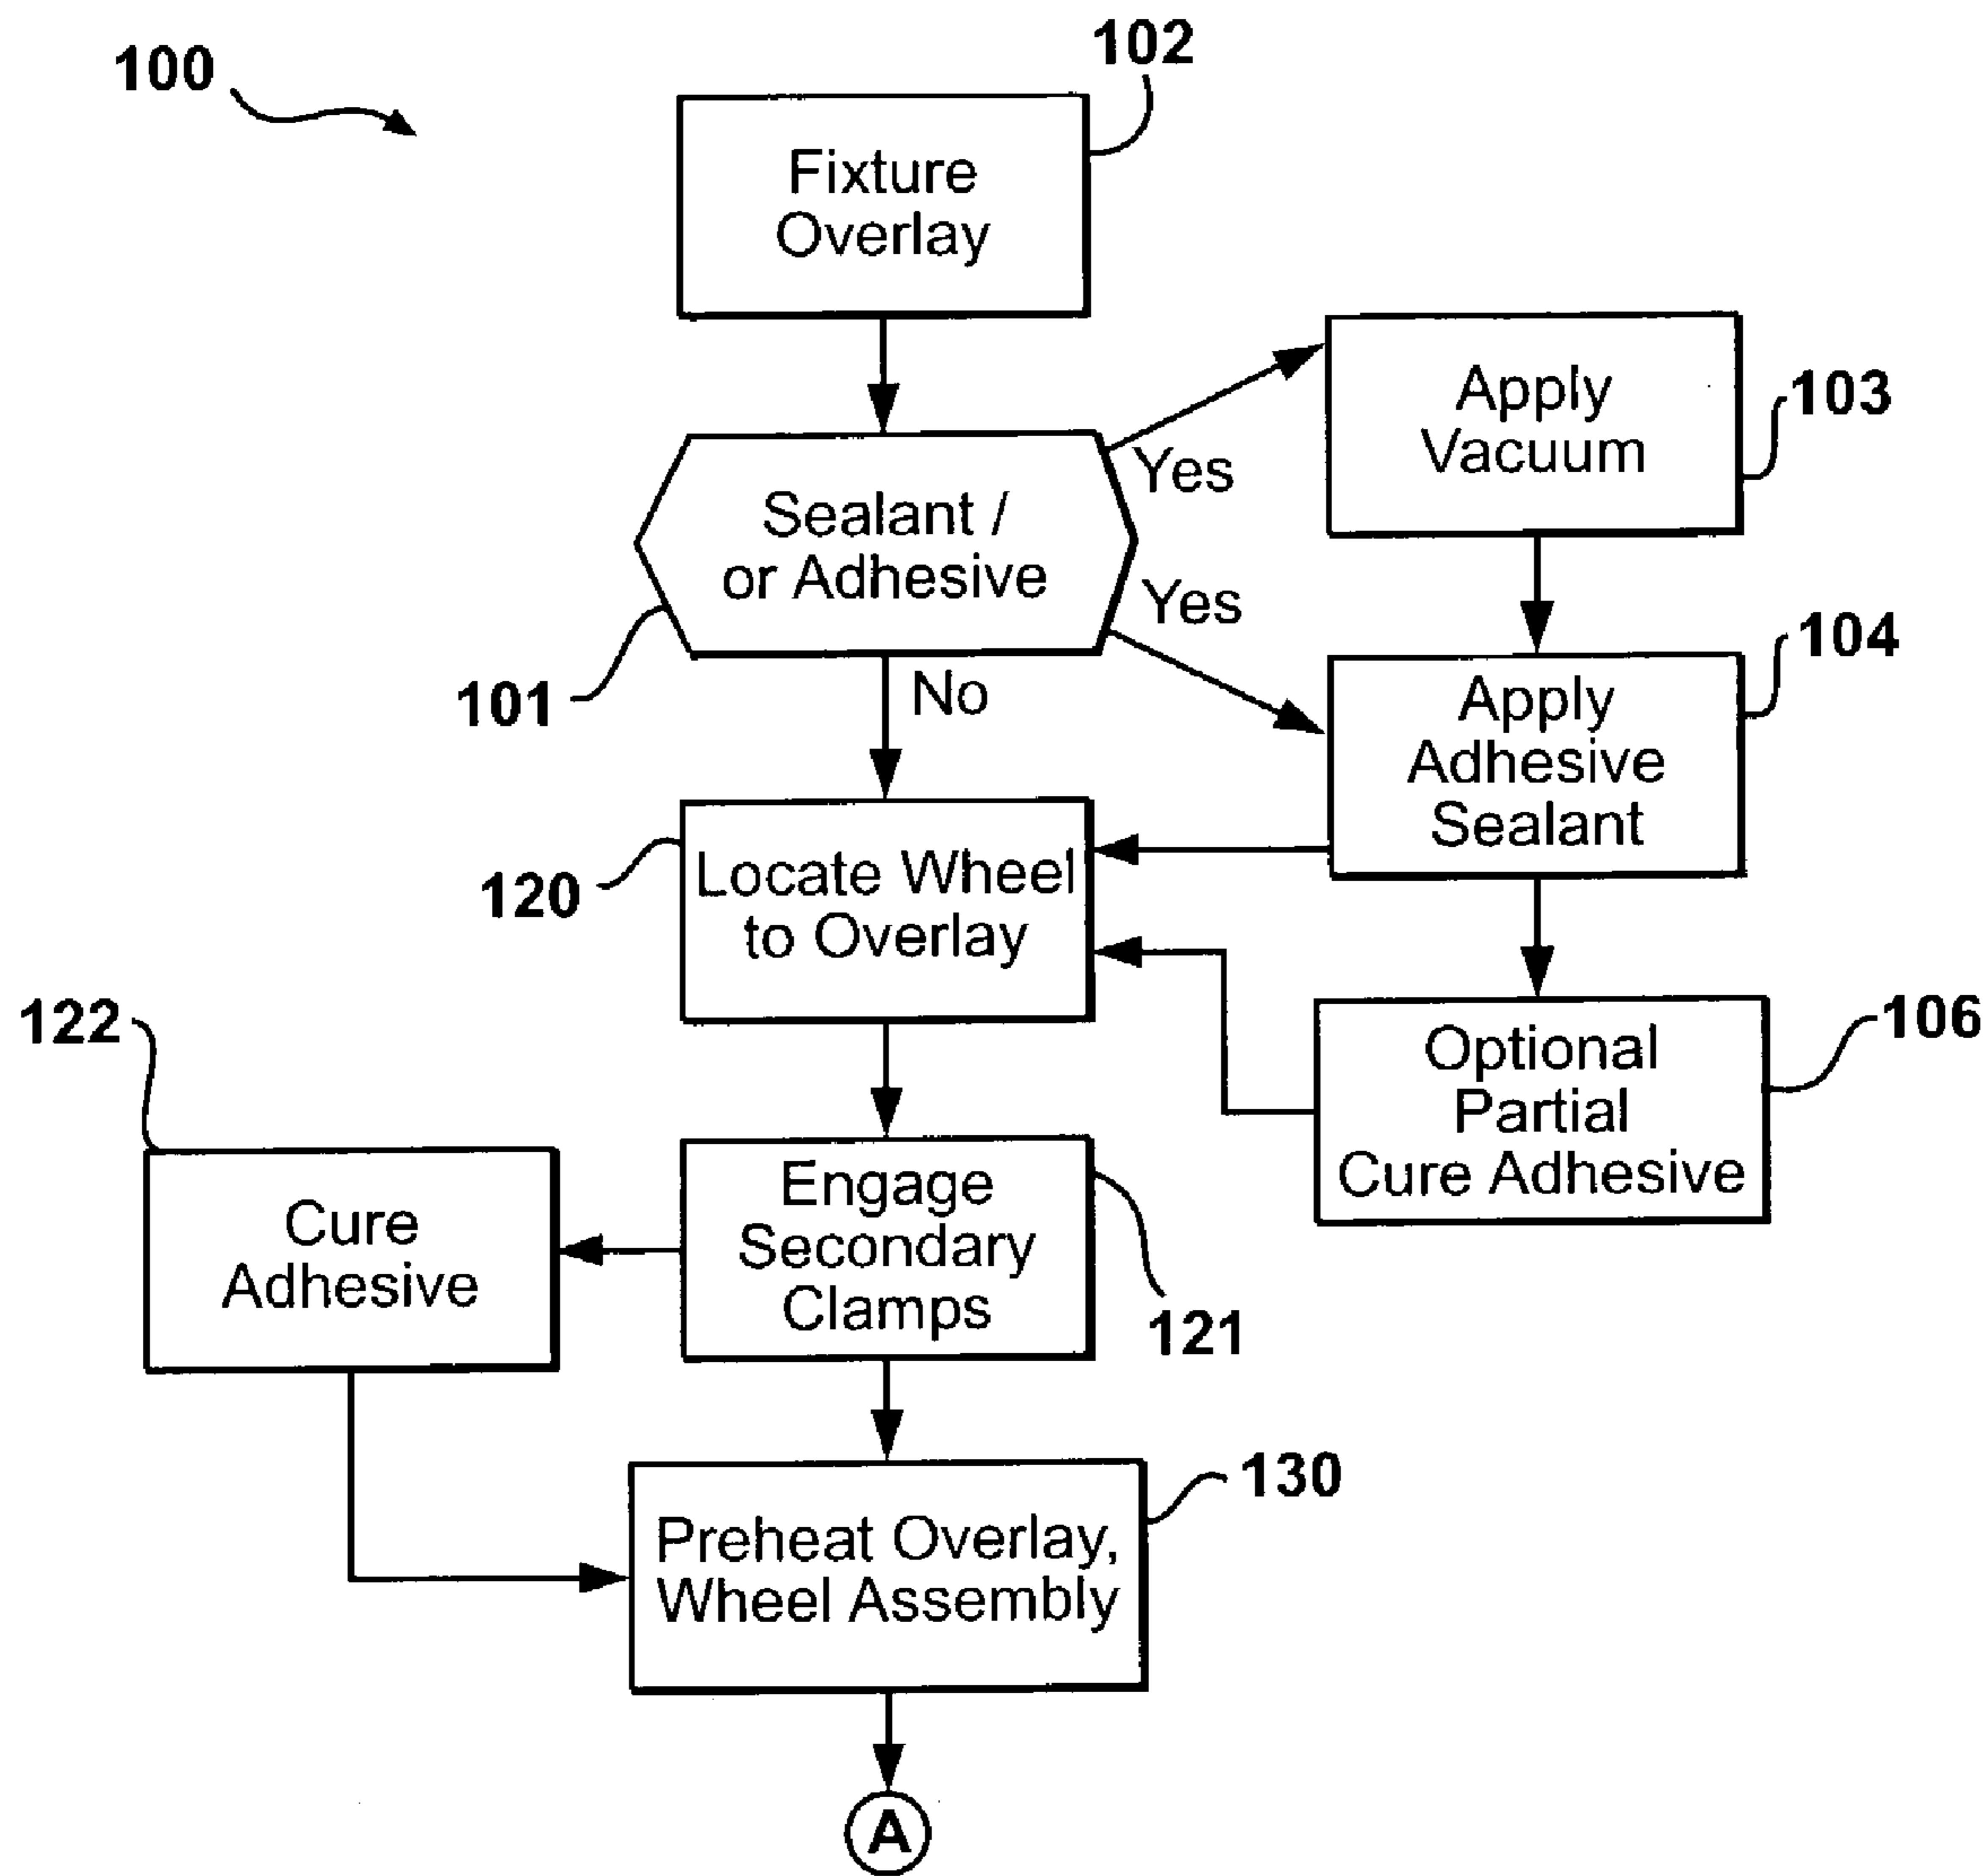 100
102
Fixture
Overlay
Apply
Vacuum
103
Sealant /
or Adhesive
101
Yes
Yes
No
Apply
Adhesive
Sealant
104
120
Locate Wheel
to Overlay
Optional
Partial
Cure Adhesive
106
122
Cure
Adhesive
Engage
Secondary
Clamps
121
130
Preheat Overlay,
Wheel Assembly
A